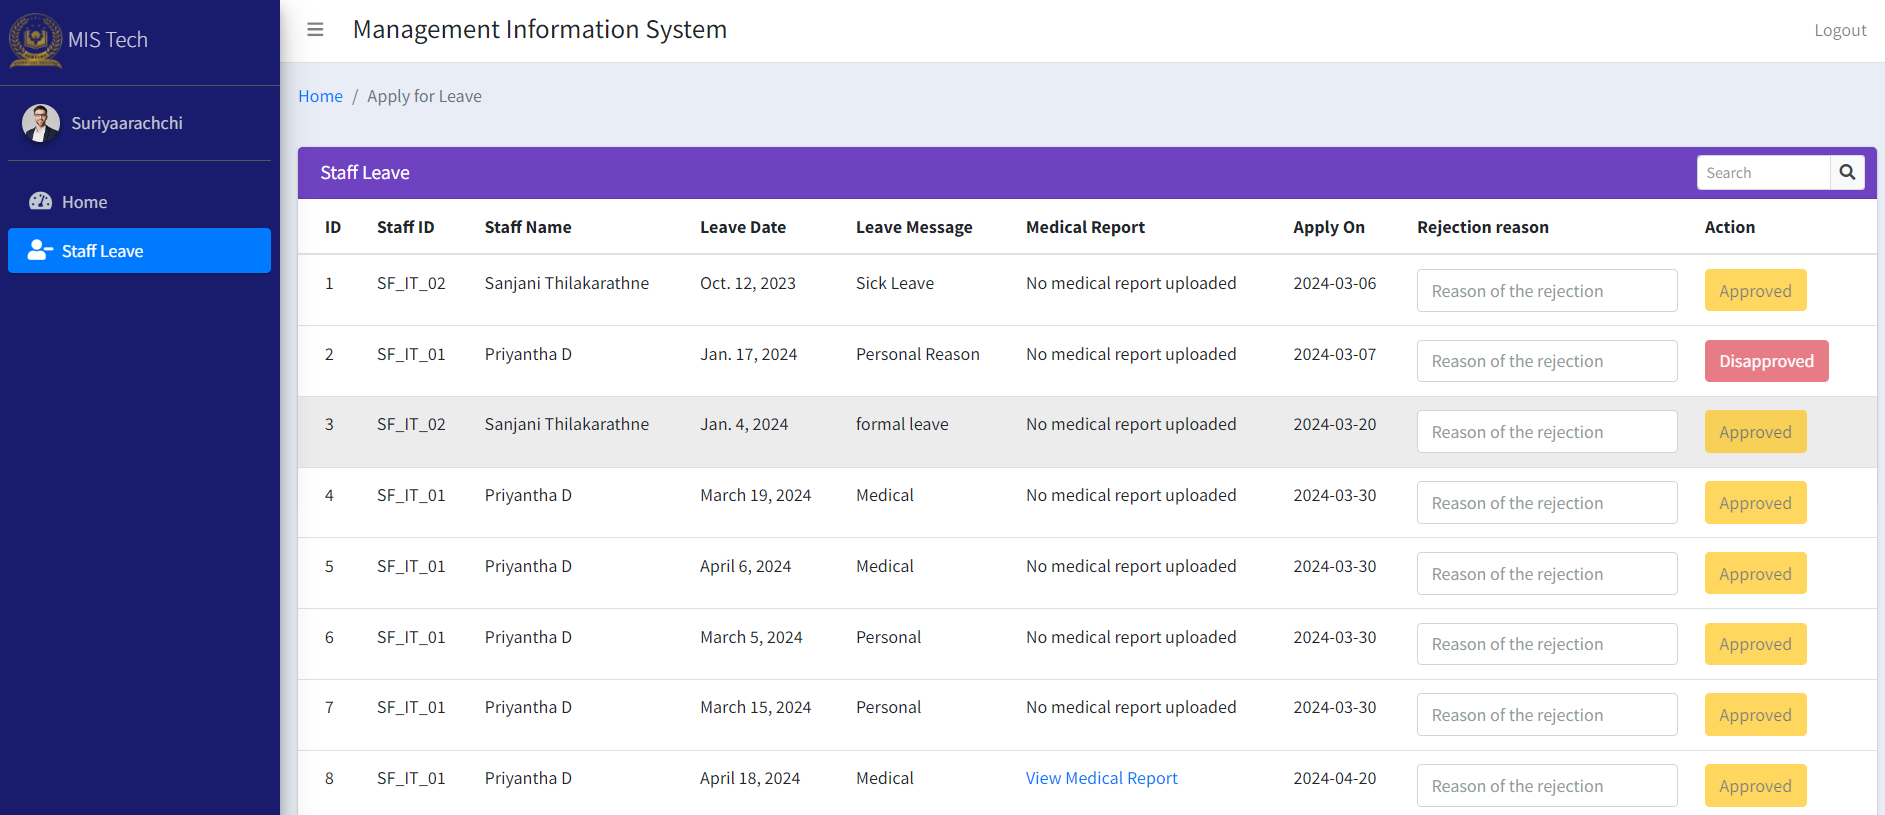 MIS Tech
Management Information System
Logout
Suriyaarachchi
Home / Apply for Leave
Home
Staff Leave
Staff Leave
Search
ID Staff ID Staff Name Leave Date Leave Message Medical Report Apply On Rejection reason Action
1 SF_IT_02 Sanjani Thilakarathne Oct. 12, 2023 Sick Leave No medical report uploaded 2024-03-06 Reason of the rejection Approved
2 SF_IT_01 Priyantha D Jan. 17, 2024 Personal Reason No medical report uploaded 2024-03-07 Reason of the rejection Disapproved
3 SF_IT_02 Sanjani Thilakarathne Jan. 4, 2024 formal leave No medical report uploaded 2024-03-20 Reason of the rejection Approved
4 SF_IT_01 Priyantha D March 19, 2024 Medical No medical report uploaded 2024-03-30 Reason of the rejection Approved
5 SF_IT_01 Priyantha D April 6, 2024 Medical No medical report uploaded 2024-03-30 Reason of the rejection Approved
6 SF_IT_01 Priyantha D March 5, 2024 Personal No medical report uploaded 2024-03-30 Reason of the rejection Approved
7 SF_IT_01 Priyantha D March 15, 2024 Personal No medical report uploaded 2024-03-30 Reason of the rejection Approved
8 SF_IT_01 Priyantha D April 18, 2024 Medical View Medical Report 2024-04-20 Reason of the rejection Approved